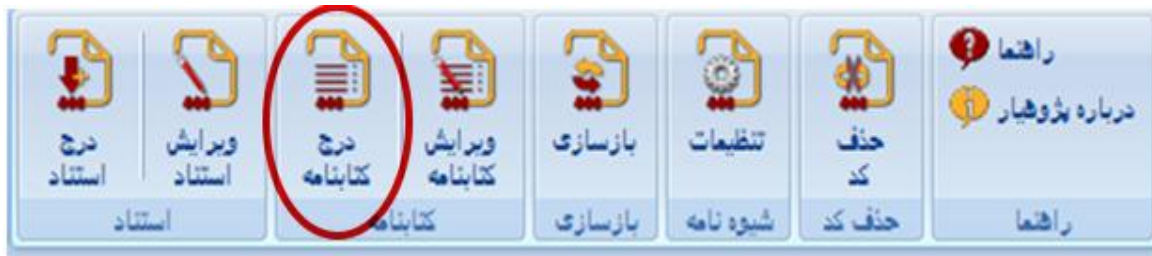 راهنما
درباره پژوهیار
راهنما
حذف
کد
حذف کد
تنظیمات
شیوه نامه
بازسازی
بازسازی
ویرایش
کتابنامه
درج
کتابنامه
کتابنامه
ویرایش
استناد
درج
استناد
استناد